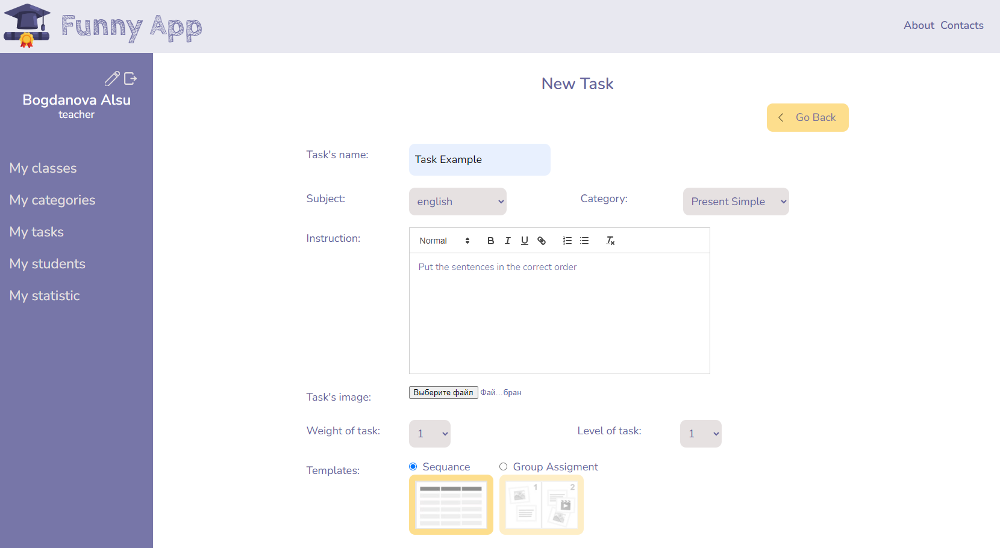 Funny App
About Contacts
Bogdanova Alsu
teacher
My classes
My categories
My tasks
My students
My statistic
New Task
Go Back
Task's name:
Task Example
Subject:
english
Category:
Present Simple
Instruction:
Normal
Put the sentences in the correct order
Task's image:
Выберите файл Фай...бран
Weight of task:
1
Level of task:
1
Templates:
Sequance
Group Assigment
1 2